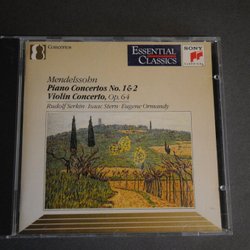 Concertos
ESSENTIAL
CLASSICS
SONY
Mendelssohn
Piano Concertos No. 1 & 2
Violin Concerto, Op. 64
Rudolf Serkin · Isaac Stern · Eugene Ormandy